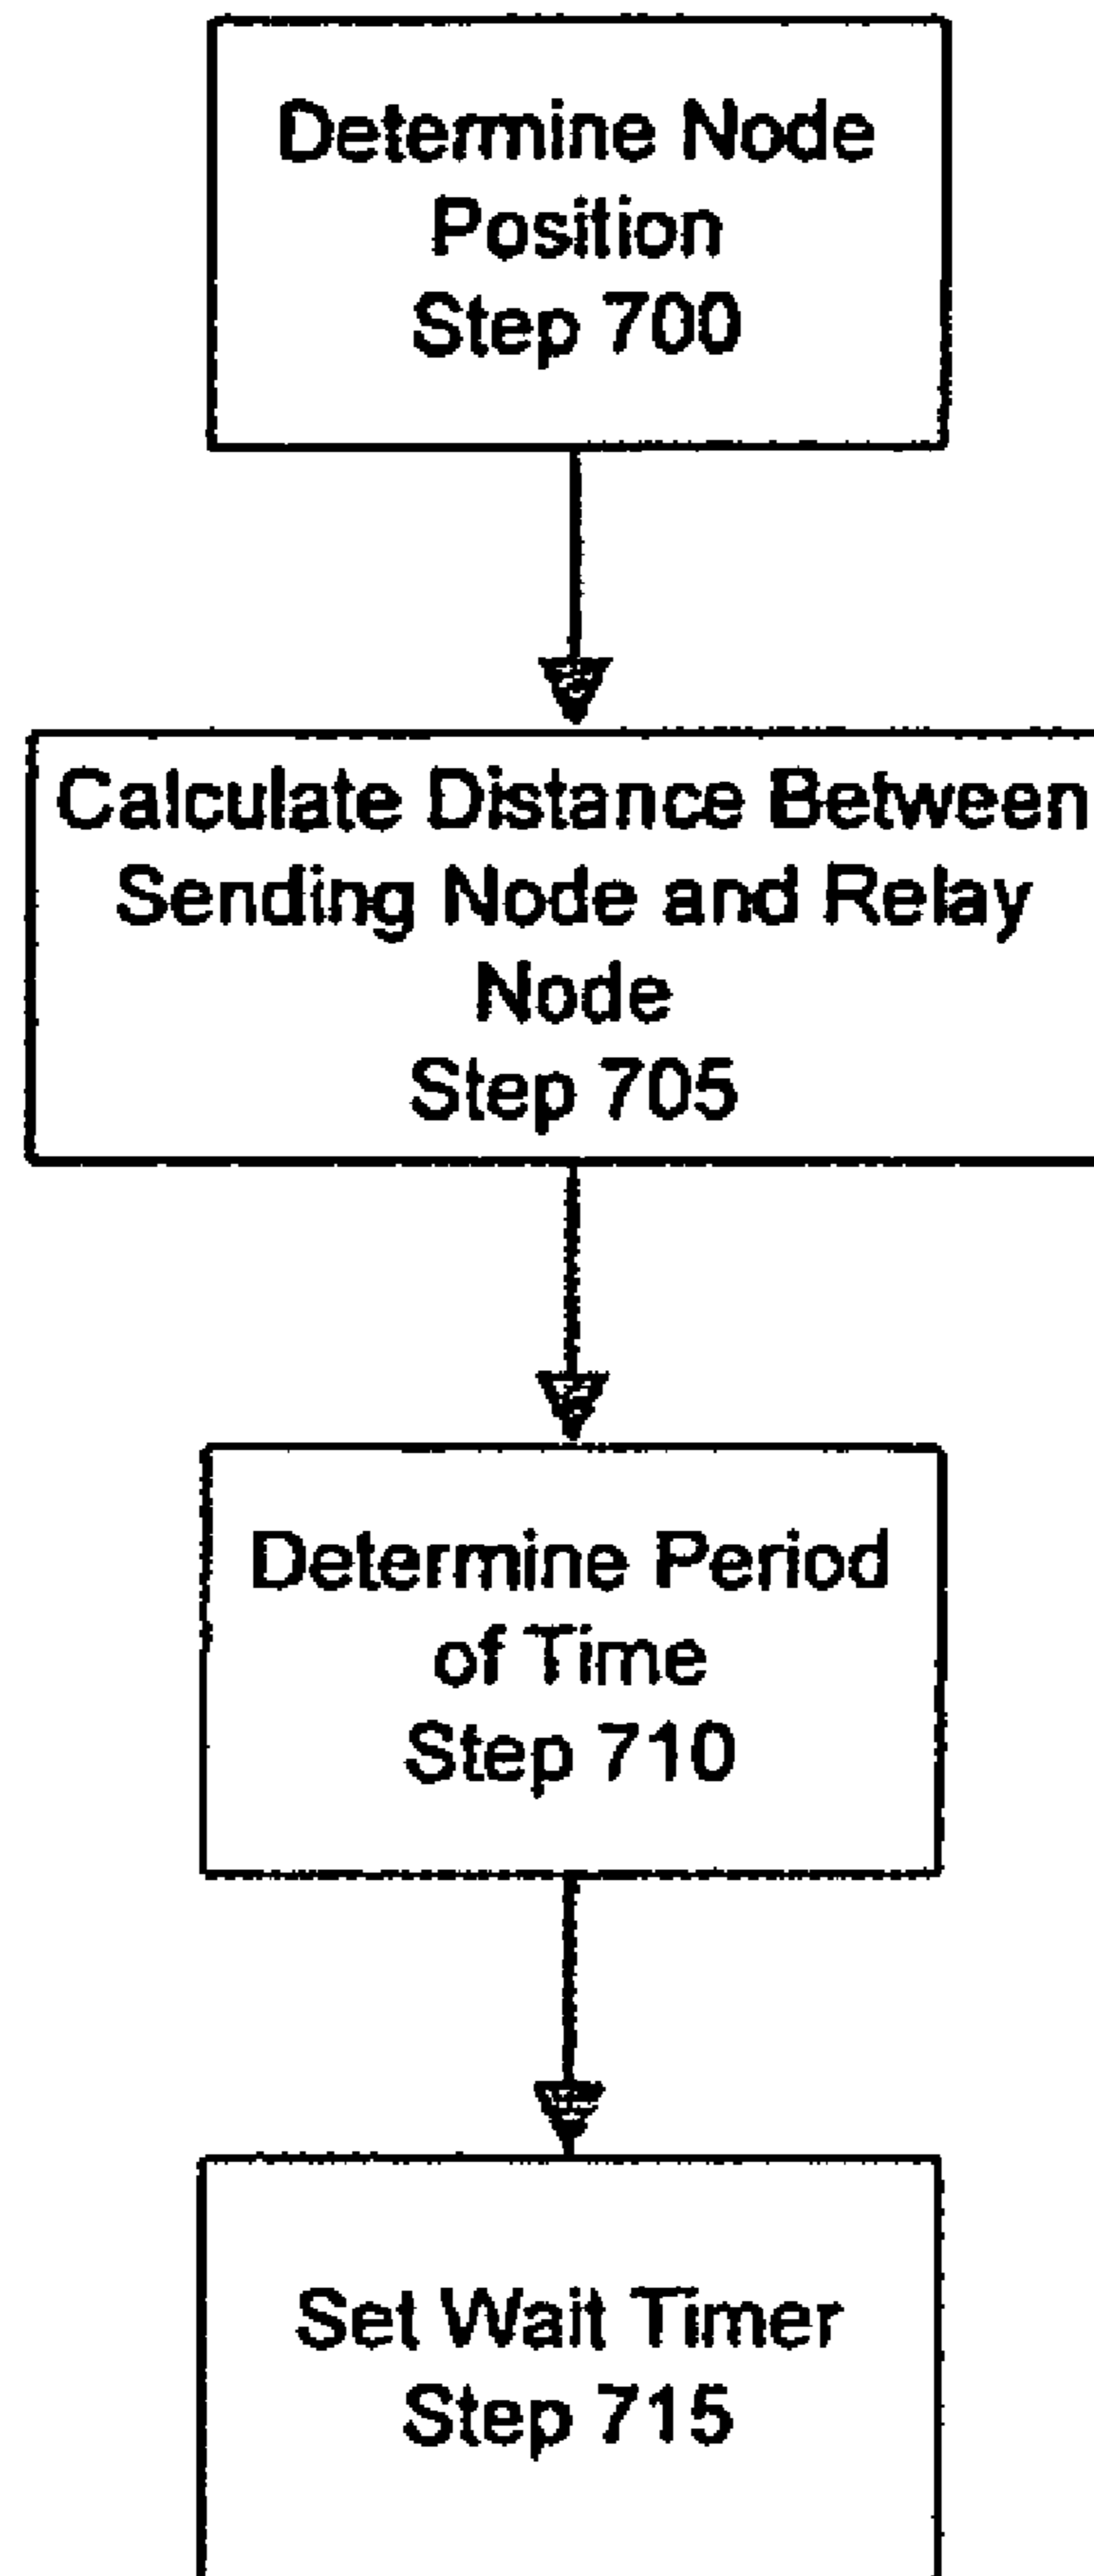 Determine Node
Position
Step 700
Calculate Distance Between
Sending Node and Relay
Node
Step 705
Determine Period
of Time
Step 710
Set Wait Timer
Step 715